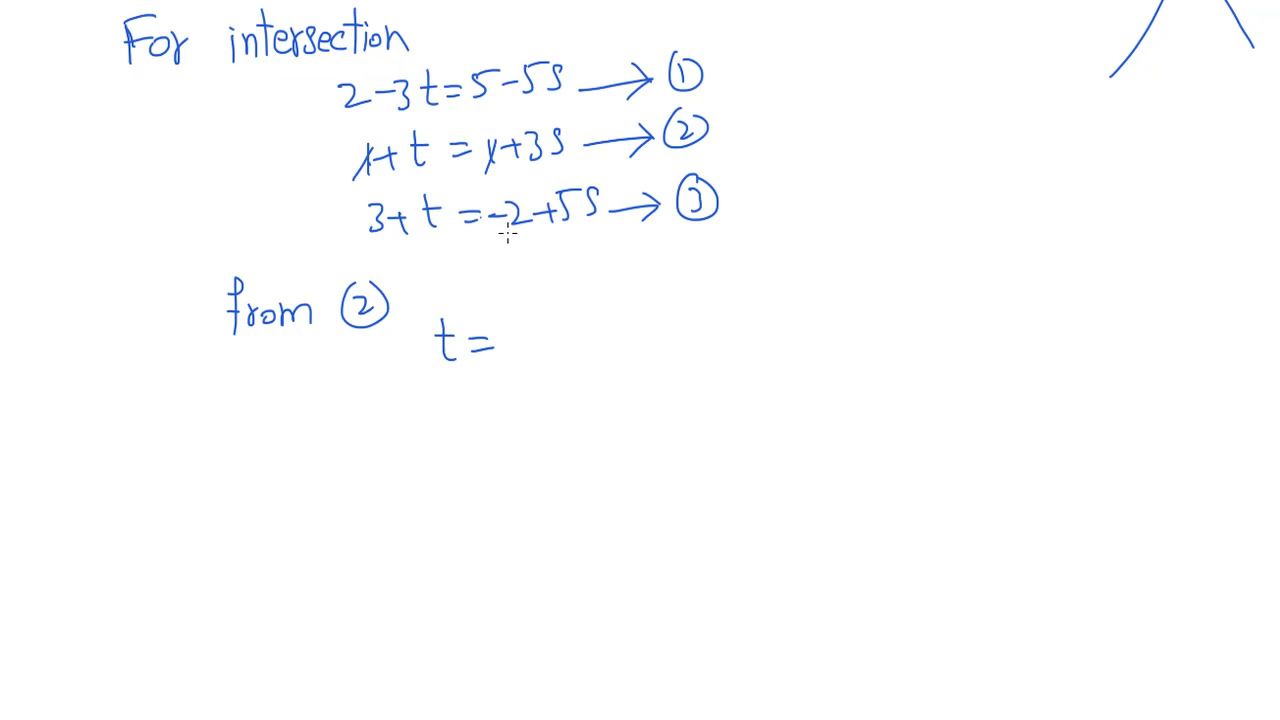 For intersection
2-3t=5-5s → ①
1+t=1+3s → ②
3+t=-2+5s → ③
from ②
t=